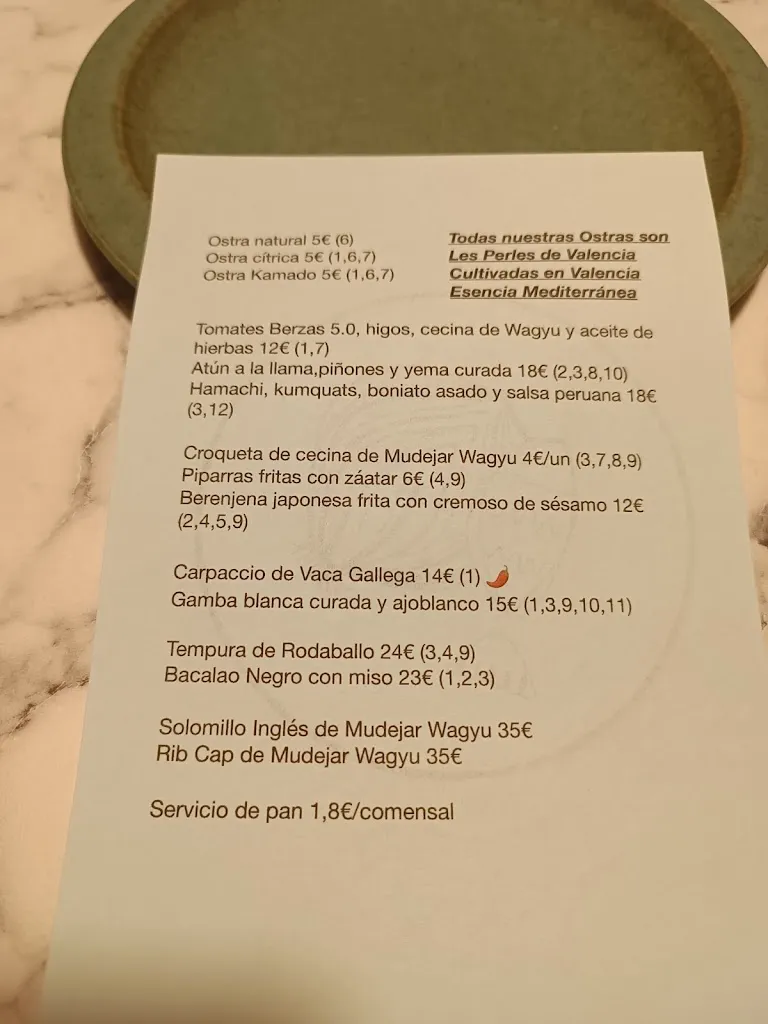 Ostra natural 5€ (6)
Ostra cítrica 5€ (1,6,7)
Ostra Kamado 5€ (1,6,7)
Todas nuestras Ostras son
Les Perles de Valencia
Cultivadas en Valencia
Esencia Mediterránea
Tomates Berzas 5.0, higos, cecina de Wagyu y aceite de
hierbas 12€ (1,7)
Atún a la llama,piñones y yema curada 18€ (2,3,8,10)
Hamachi, kumquats, boniato asado y salsa peruana 18€
(3,12)
Croqueta de cecina de Mudejar Wagyu 4€/un (3,7,8,9)
Piparras fritas con záatar 6€ (4,9)
Berenjena japonesa frita con cremoso de sésamo 12€
(2,4,5,9)
Carpaccio de Vaca Gallega 14€ (1) 🌶️
Gamba blanca curada y ajoblanco 15€ (1,3,9,10,11)
Tempura de Rodaballo 24€ (3,4,9)
Bacalao Negro con miso 23€ (1,2,3)
Solomillo Inglés de Mudejar Wagyu 35€
Rib Cap de Mudejar Wagyu 35€
Servicio de pan 1,8€/comensal